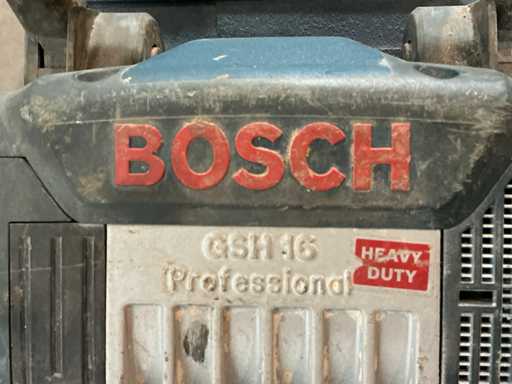 BOSCH
GSH 16
Professional
HEAVY
DUTY